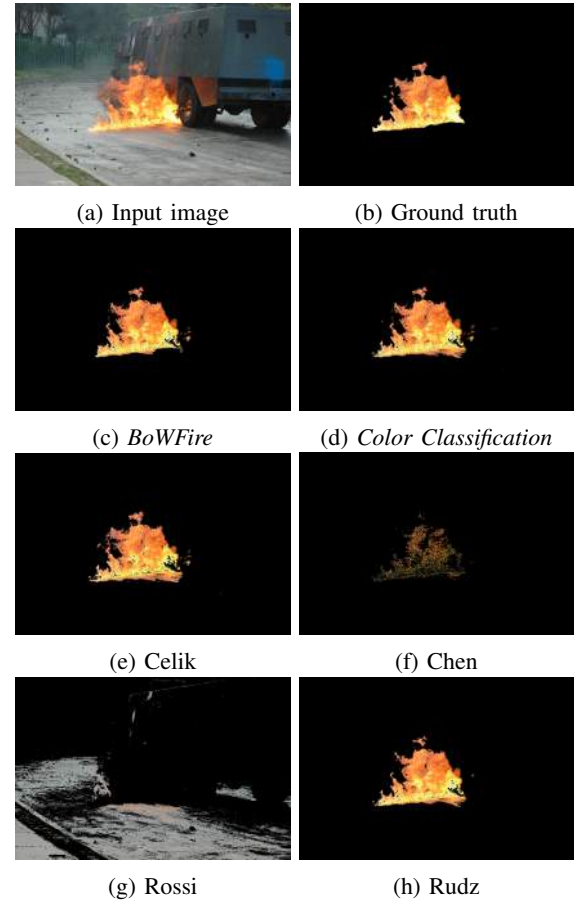 (a) Input image
(b) Ground truth
(c) BoWFire
(d) Color Classification
(e) Celik
(f) Chen
(g) Rossi
(h) Rudz